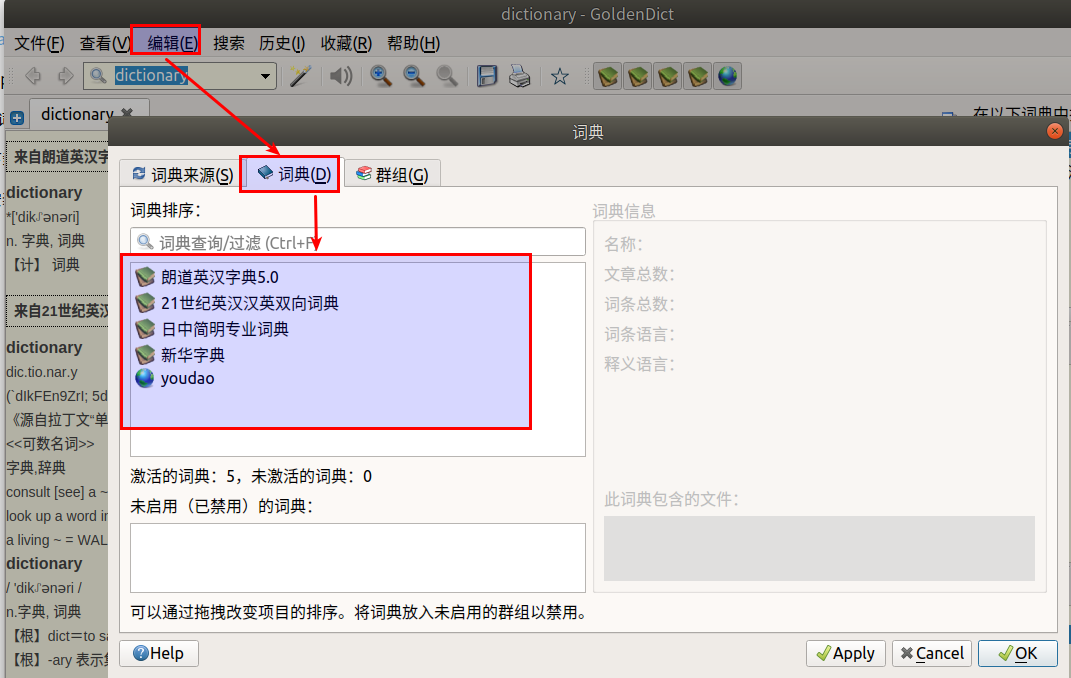 dictionary - GoldenDict
文件(F) 查看(V) 编辑(E) 搜索 历史(I) 收藏(R) 帮助(H)
dictionary
dictionary
在以下词典中
词典
词典来源(S) 词典(D) 群组(G)
词典排序：
词典查询/过滤 (Ctrl+F
朗道英汉字典5.0
21世纪英汉汉英双向词典
日中简明专业词典
新华字典
youdao
激活的词典：5，未激活的词典：0
未启用（已禁用）的词典：
可以通过拖拽改变项目的排序。将词典放入未启用的群组以禁用。
词典信息
名称：
文章总数：
词条总数：
词条语言：
释义语言：
此词典包含的文件：
Help Apply Cancel OK
来自朗道英汉字
dictionary
n. 字典, 词典
【计】 词典
来自21世纪英汉
dictionary
dic.tio.nar.y
(ˋdIkFEn9ZrI; 5d
《源自拉丁文“单
<<可数名词>>
字典,辞典
consult [see] a ~
look up a word in
a living ~ = WAL
dictionary
n.字典, 词典
【根】dict＝to sa
【根】-ary 表示